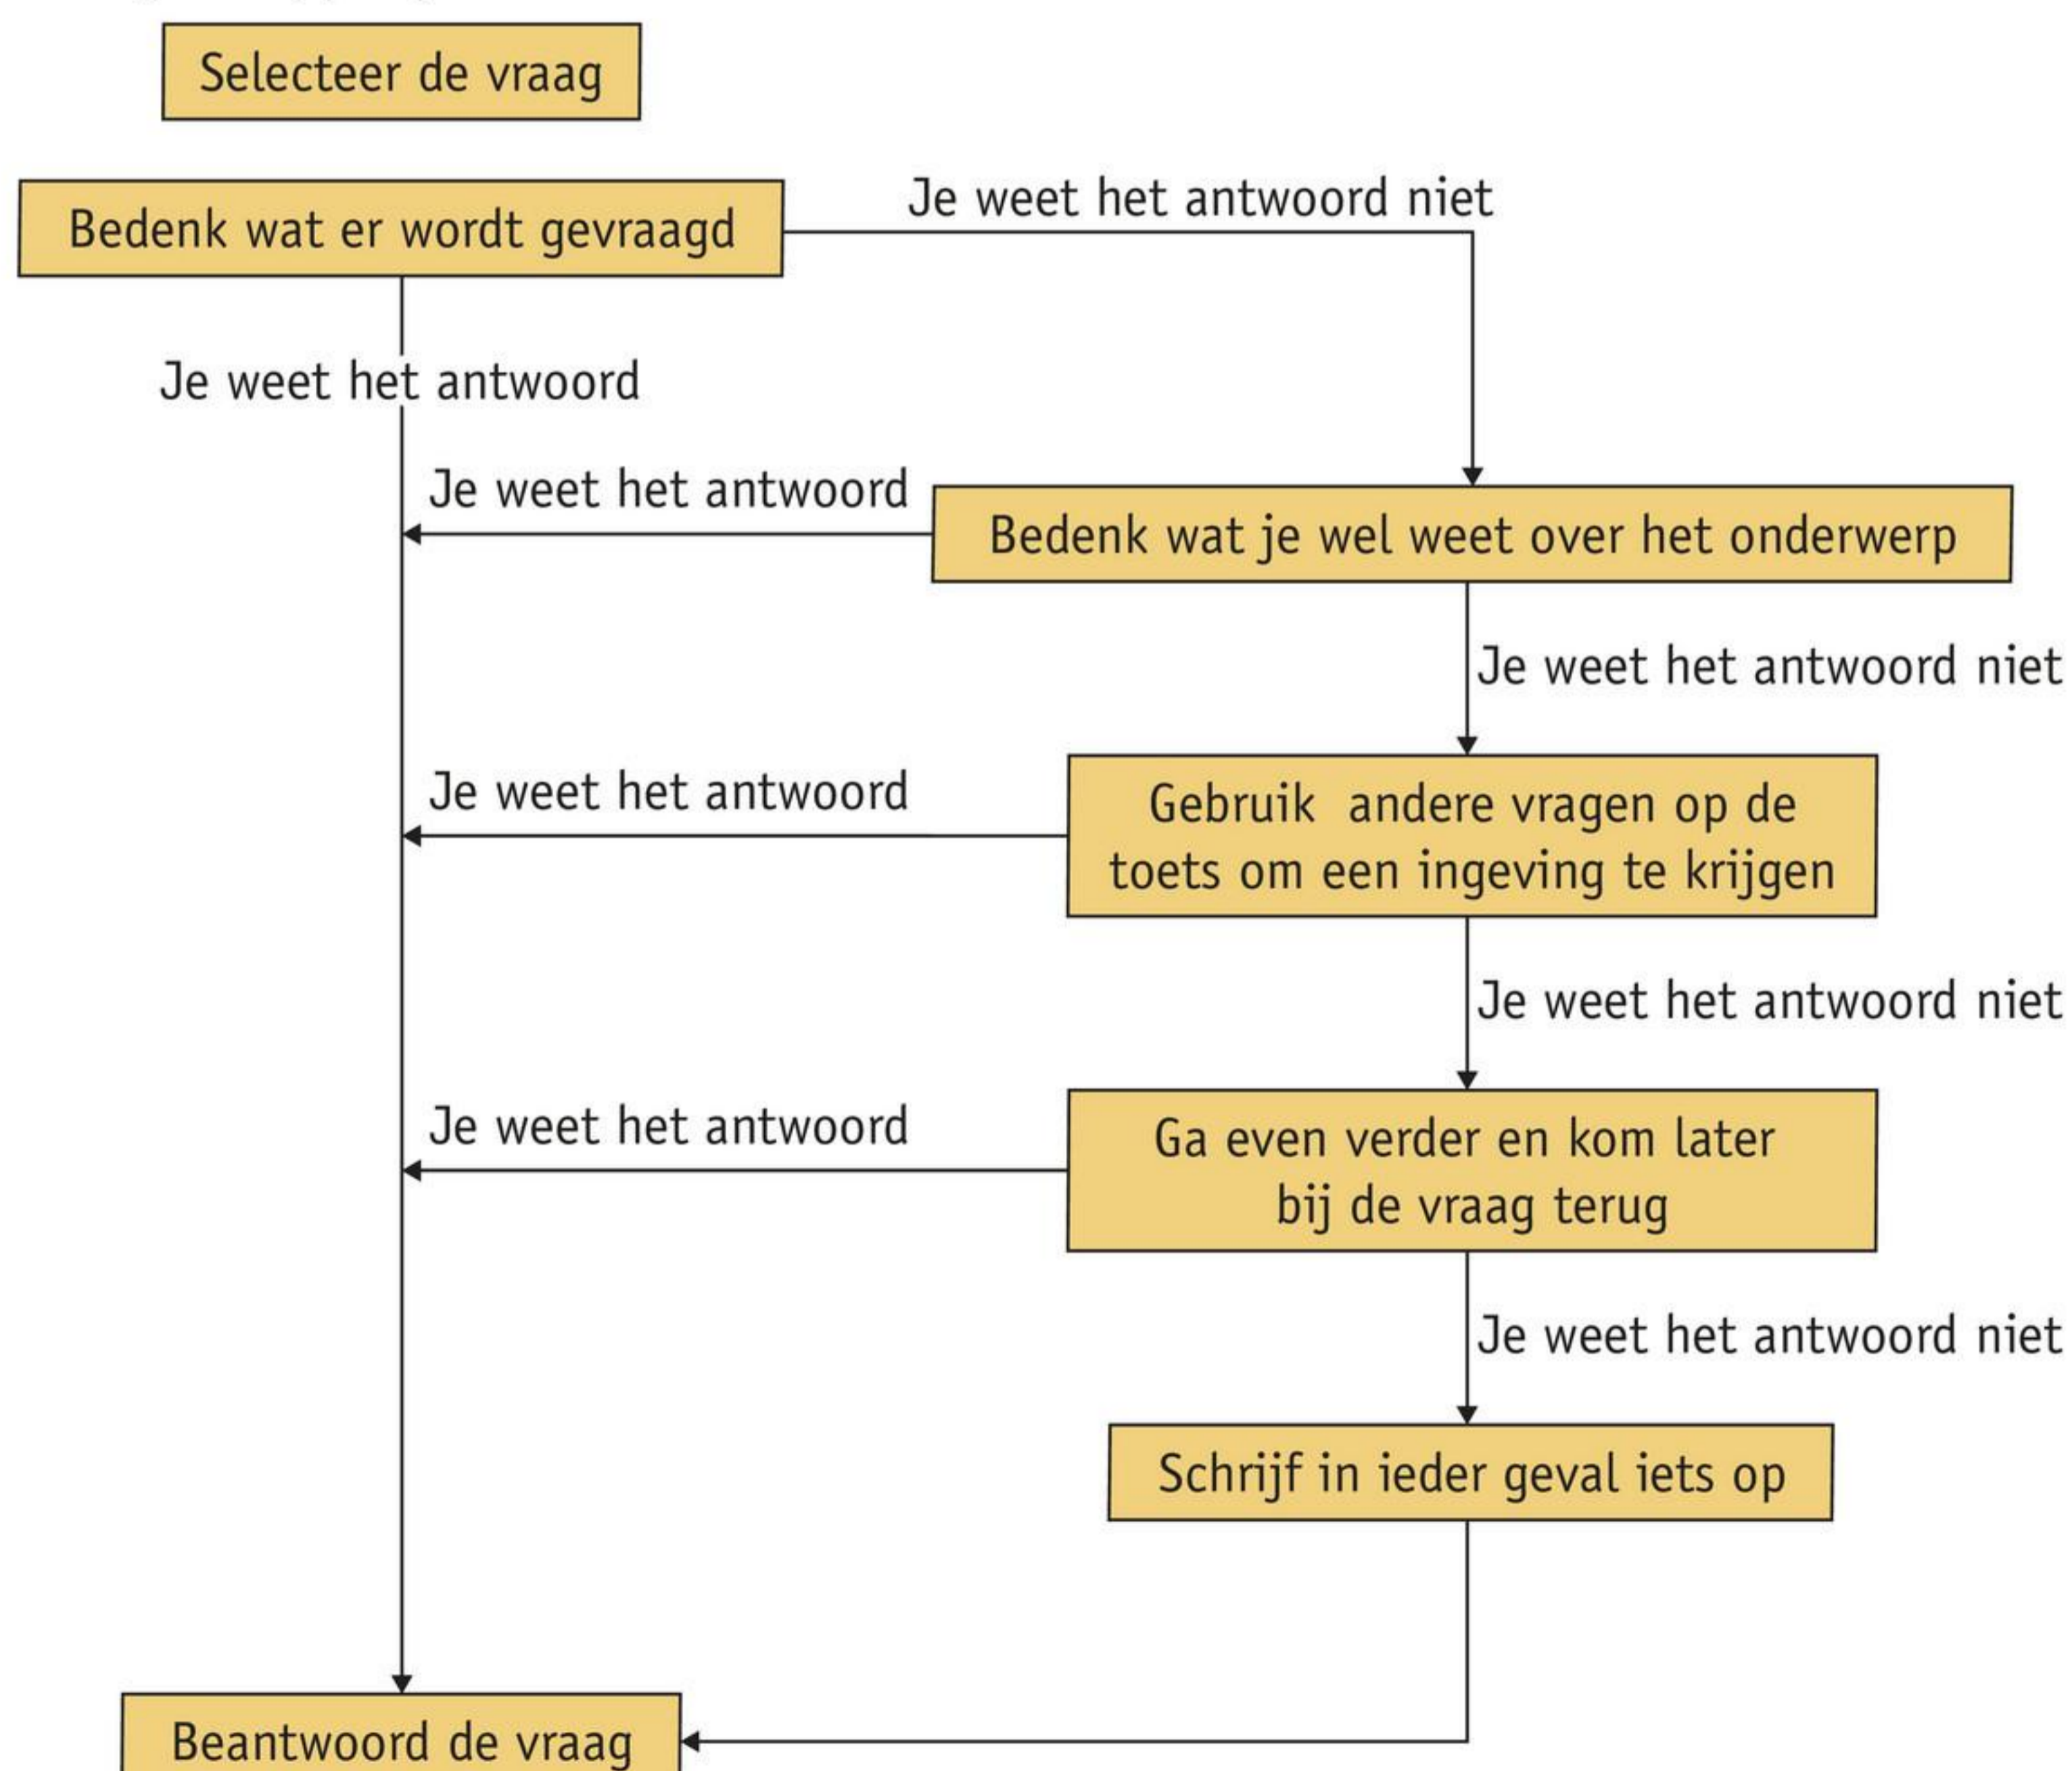 Selecteer de vraag
Bedenk wat er wordt gevraagd
Je weet het antwoord niet
Je weet het antwoord
Je weet het antwoord
Bedenk wat je wel weet over het onderwerp
Je weet het antwoord niet
Je weet het antwoord
Gebruik andere vragen op de
toets om een ingeving te krijgen
Je weet het antwoord niet
Je weet het antwoord
Ga even verder en kom later
bij de vraag terug
Je weet het antwoord niet
Schrijf in ieder geval iets op
Beantwoord de vraag